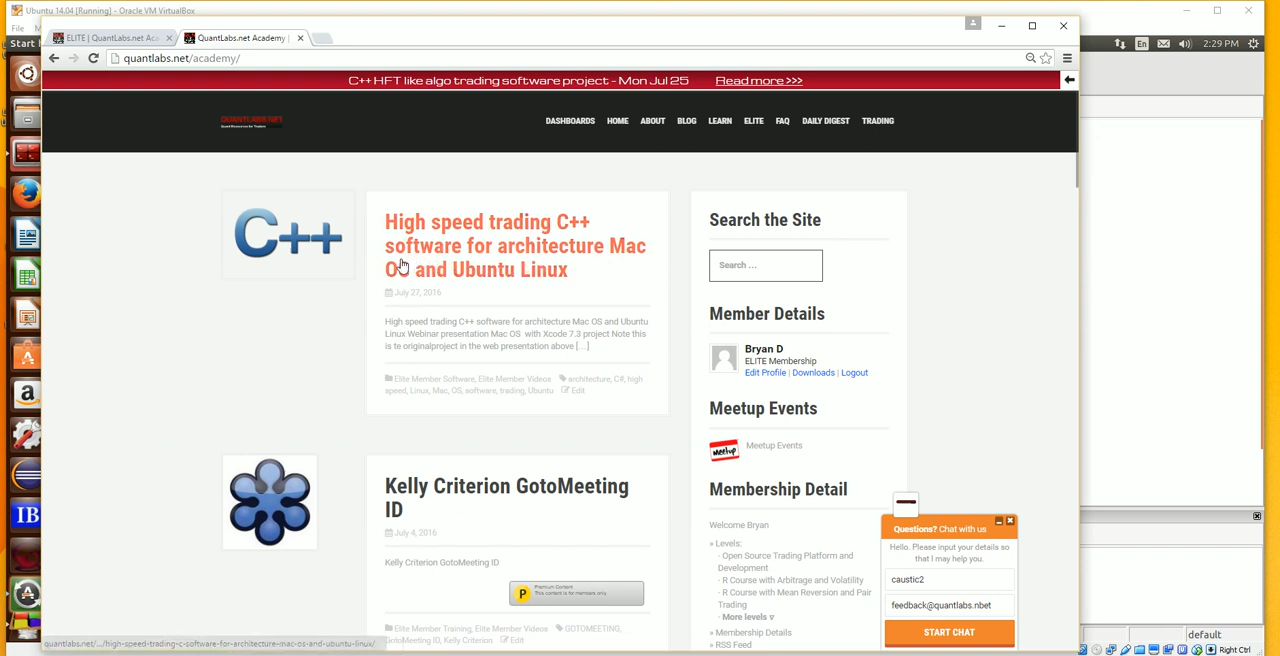 Ubuntu 14.04 [Running] - Oracle VM VirtualBox
File
Start
En
2:29 PM
ELITE | QuantLabs.net Aca
QuantLabs.net Academy |
quantlabs.net/academy/
C++ HFT like algo trading software project - Mon Jul 25 Read more >>>
QUANTLABS.NET
DASHBOARDS HOME ABOUT BLOG LEARN ELITE FAQ DAILY DIGEST TRADING
C++
High speed trading C++
software for architecture Mac
OS and Ubuntu Linux
July 27, 2016
High speed trading C++ software for architecture Mac OS and Ubuntu
Linux Webinar presentation Mac OS with Xcode 7.3 project Note this
is te originalproject in the web presentation above [...]
Elite Member Software, Elite Member Videos architecture, C#, high
speed, Linux, Mac, OS, software, trading, Ubuntu Edit
Kelly Criterion GotoMeeting
ID
July 4, 2016
Kelly Criterion GotoMeeting ID
P
Premium Content
This content is for members only
Elite Member Training, Elite Member Videos GOTOMEETING,
GotoMeeting ID, Kelly Criterion Edit
Search the Site
Search ...
Member Details
Bryan D
ELITE Membership
Edit Profile | Downloads | Logout
Meetup Events
Meetup
Meetup Events
Membership Detail
Welcome Bryan
» Levels:
· Open Source Trading Platform and
Development
· R Course with Arbitrage and Volatility
· R Course with Mean Reversion and Pair
Trading
· More levels v
» Membership Details
» RSS Feed
Questions? Chat with us
Hello. Please input your details so
that I may help you.
caustic2
feedback@quantlabs.nbet
START CHAT
quantlabs.net/.../high-speed-trading-c-software-for-architecture-mac-os-and-ubuntu-linux/
a
IB
default
Right Ctrl